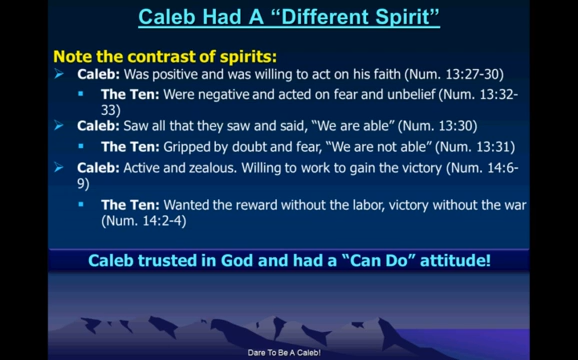 Caleb Had A “Different Spirit”
Note the contrast of spirits:
Caleb: Was positive and was willing to act on his faith (Num. 13:27-30)
The Ten: Were negative and acted on fear and unbelief (Num. 13:32-
33)
Caleb: Saw all that they saw and said, “We are able” (Num. 13:30)
The Ten: Gripped by doubt and fear, “We are not able” (Num. 13:31)
Caleb: Active and zealous. Willing to work to gain the victory (Num. 14:6-
9)
The Ten: Wanted the reward without the labor, victory without the war
(Num. 14:2-4)
Caleb trusted in God and had a “Can Do” attitude!
Dare To Be A Caleb!